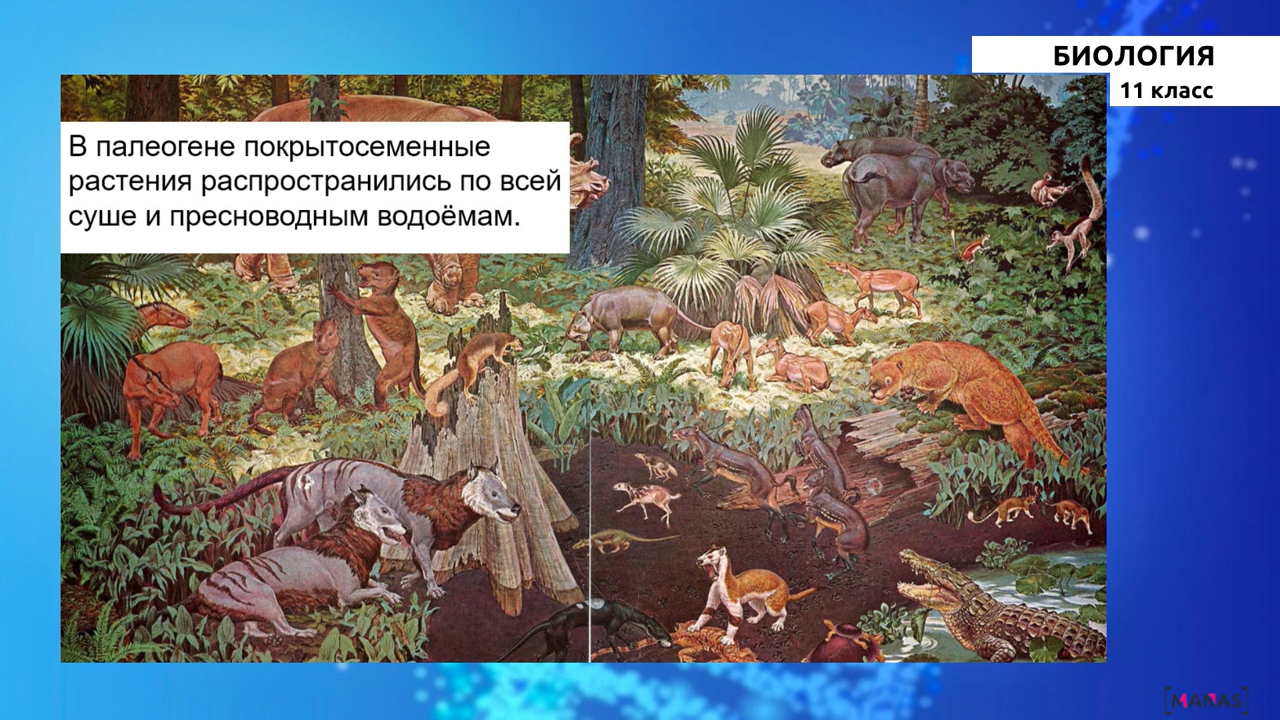 БИОЛОГИЯ
11 класс
В палеогене покрытосеменные
растения распространились по всей
суше и пресноводным водоёмам.
MANAS